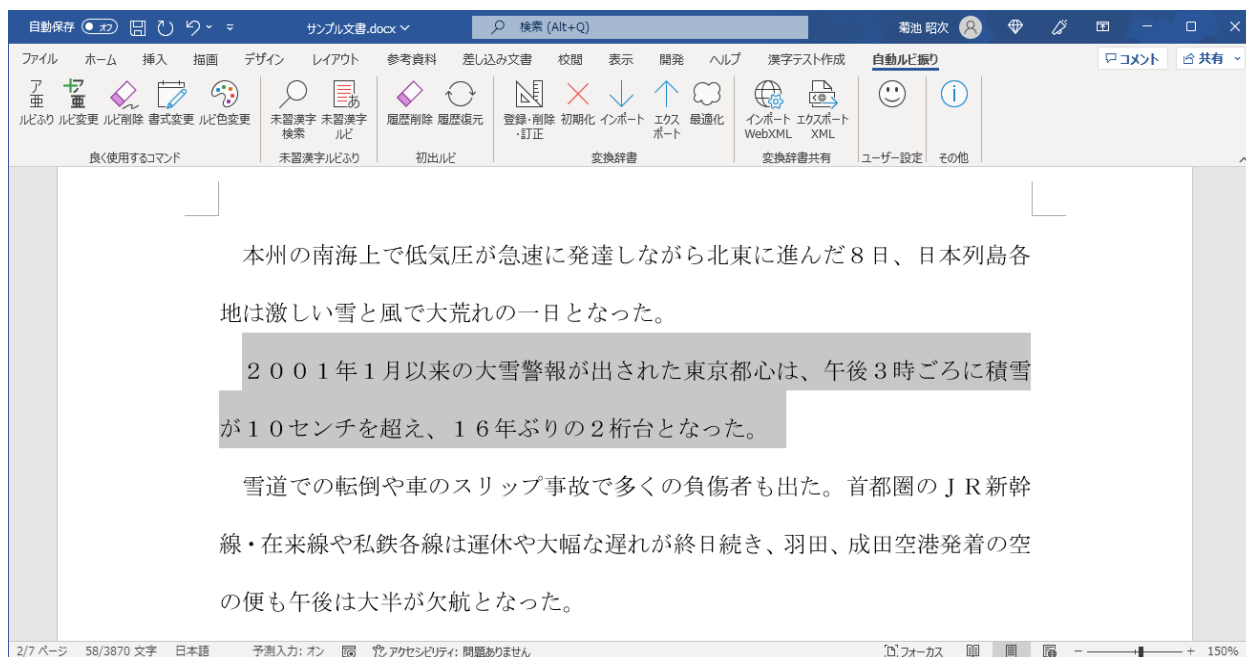 自動保存 オフ サンプル文書.docx 検索 (Alt+Q) 菊池 昭次
ファイル ホーム 挿入 描画 デザイン レイアウト 参考資料 差し込み文書 校閲 表示 開発 ヘルプ 漢字テスト作成 自動ルビ振り コメント 共有
ア 亜 ア 亜 あ
ルビふり ルビ変更 ルビ削除 書式変更 ルビ色変更 未習漢字 未習漢字 履歴削除 履歴復元 登録・削除 初期化 インポート エクス 最適化 インポート エクスポート
検索 ルビ ・訂正 ポート WebXML XML
良く使用するコマンド 未習漢字ルビふり 初出ルビ 変換辞書 変換辞書共有 ユーザー設定 その他
本州の南海上で低気圧が急速に発達しながら北東に進んだ８日、日本列島各
地は激しい雪と風で大荒れの一日となった。
２００１年１月以来の大雪警報が出された東京都心は、午後３時ごろに積雪
が１０センチを超え、１６年ぶりの２桁台となった。
雪道での転倒や車のスリップ事故で多くの負傷者も出た。首都圏のＪＲ新幹
線・在来線や私鉄各線は運休や大幅な遅れが終日続き、羽田、成田空港発着の空
の便も午後は大半が欠航となった。
2/7 ページ 58/3870 文字 日本語 予測入力: オン アクセシビリティ: 問題ありません フォーカス 150%